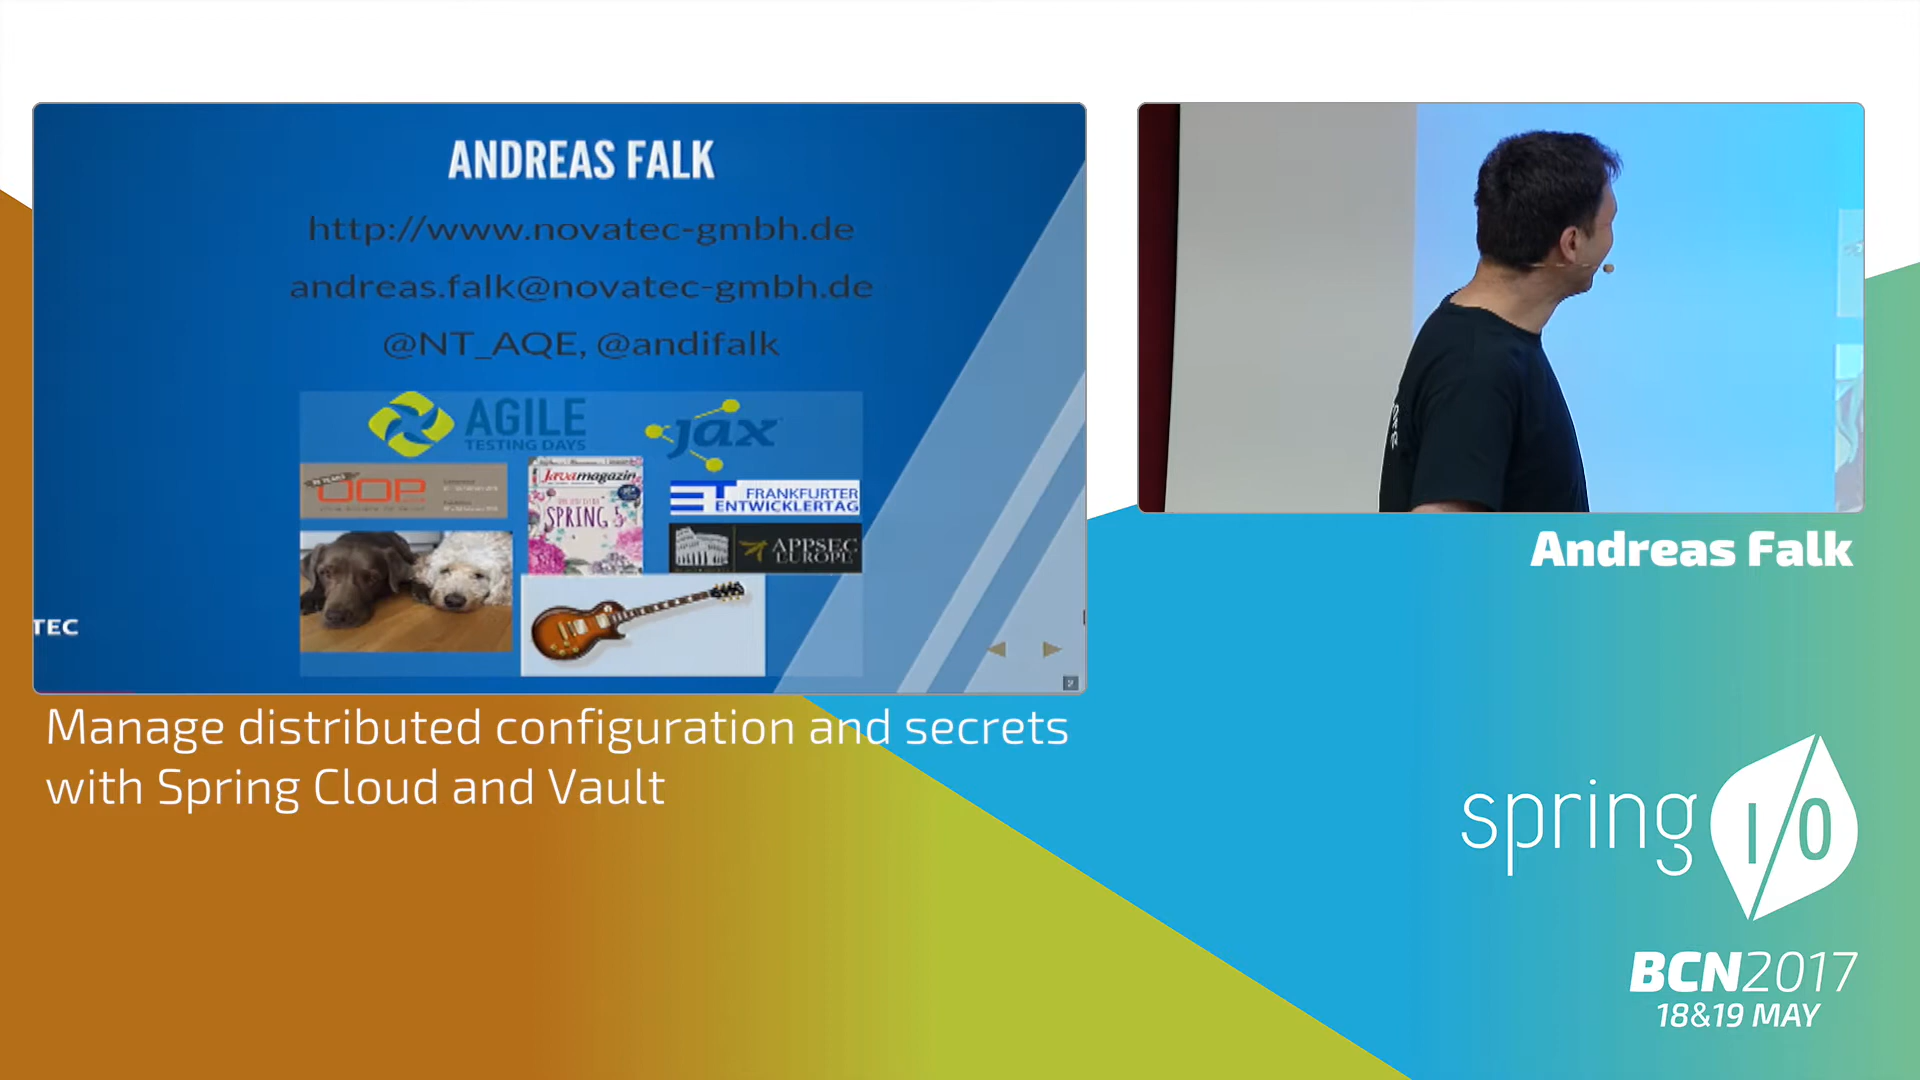 ANDREAS FALK
http://www.novatec-gmbh.de
andreas.falk@novatec-gmbh.de
@NT_AQE, @andifalk
AGILE
TESTING DAYS
jax
OOP
Javamagazin
SPRING 5
FRANKFURTER
ENTWICKLERTAG
APPSEC
EUROPE
TEC
Andreas Falk
Manage distributed configuration and secrets
with Spring Cloud and Vault
spring I/O
BCN2017
18&19 MAY